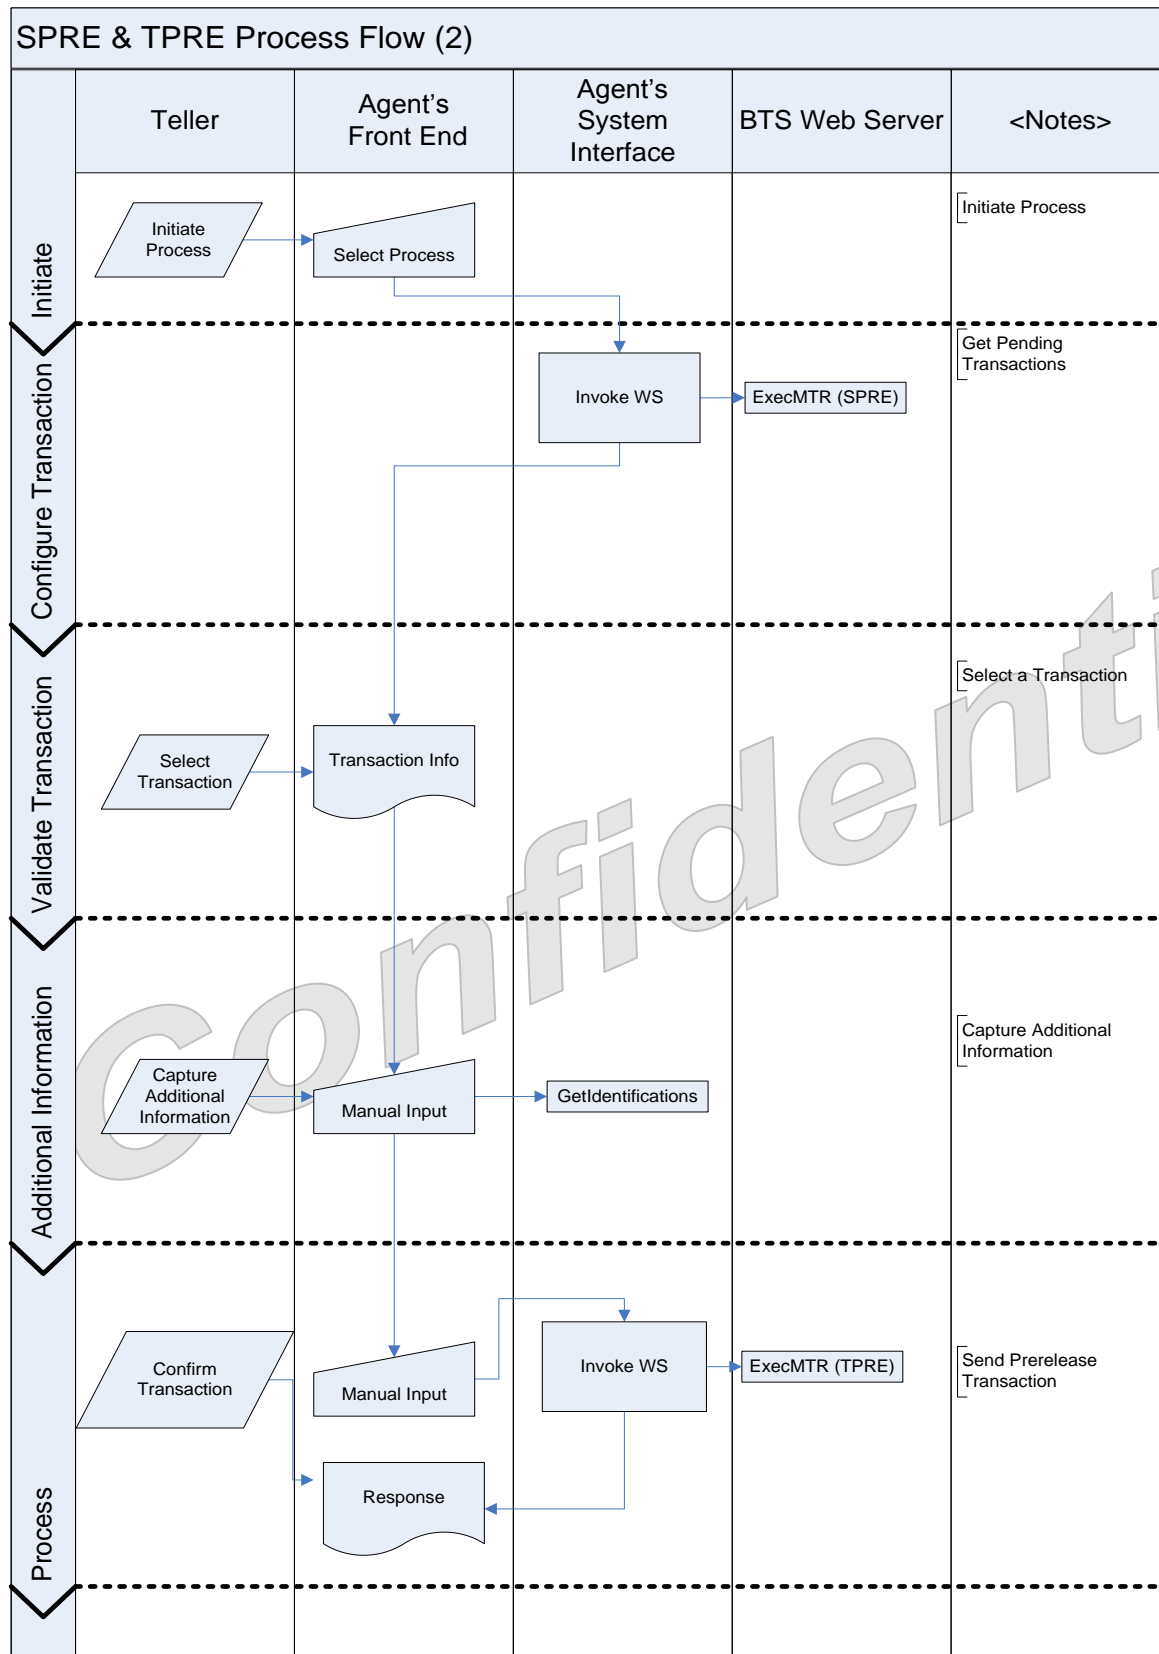 SPRE & TPRE Process Flow (2)
Teller
Agent's
Front End
Agent's
System
Interface
BTS Web Server
<Notes>
Initiate
Initiate
Process
Select Process
Initiate Process
Configure Transaction
Invoke WS
ExecMTR (SPRE)
Get Pending
Transactions
Validate Transaction
Select
Transaction
Transaction Info
Select a Transaction
Confidenti
Additional Information
Capture
Additional
Information
Manual Input
GetIdentifications
Capture Additional
Information
Process
Confirm
Transaction
Manual Input
Invoke WS
ExecMTR (TPRE)
Send Prerelease
Transaction
Response